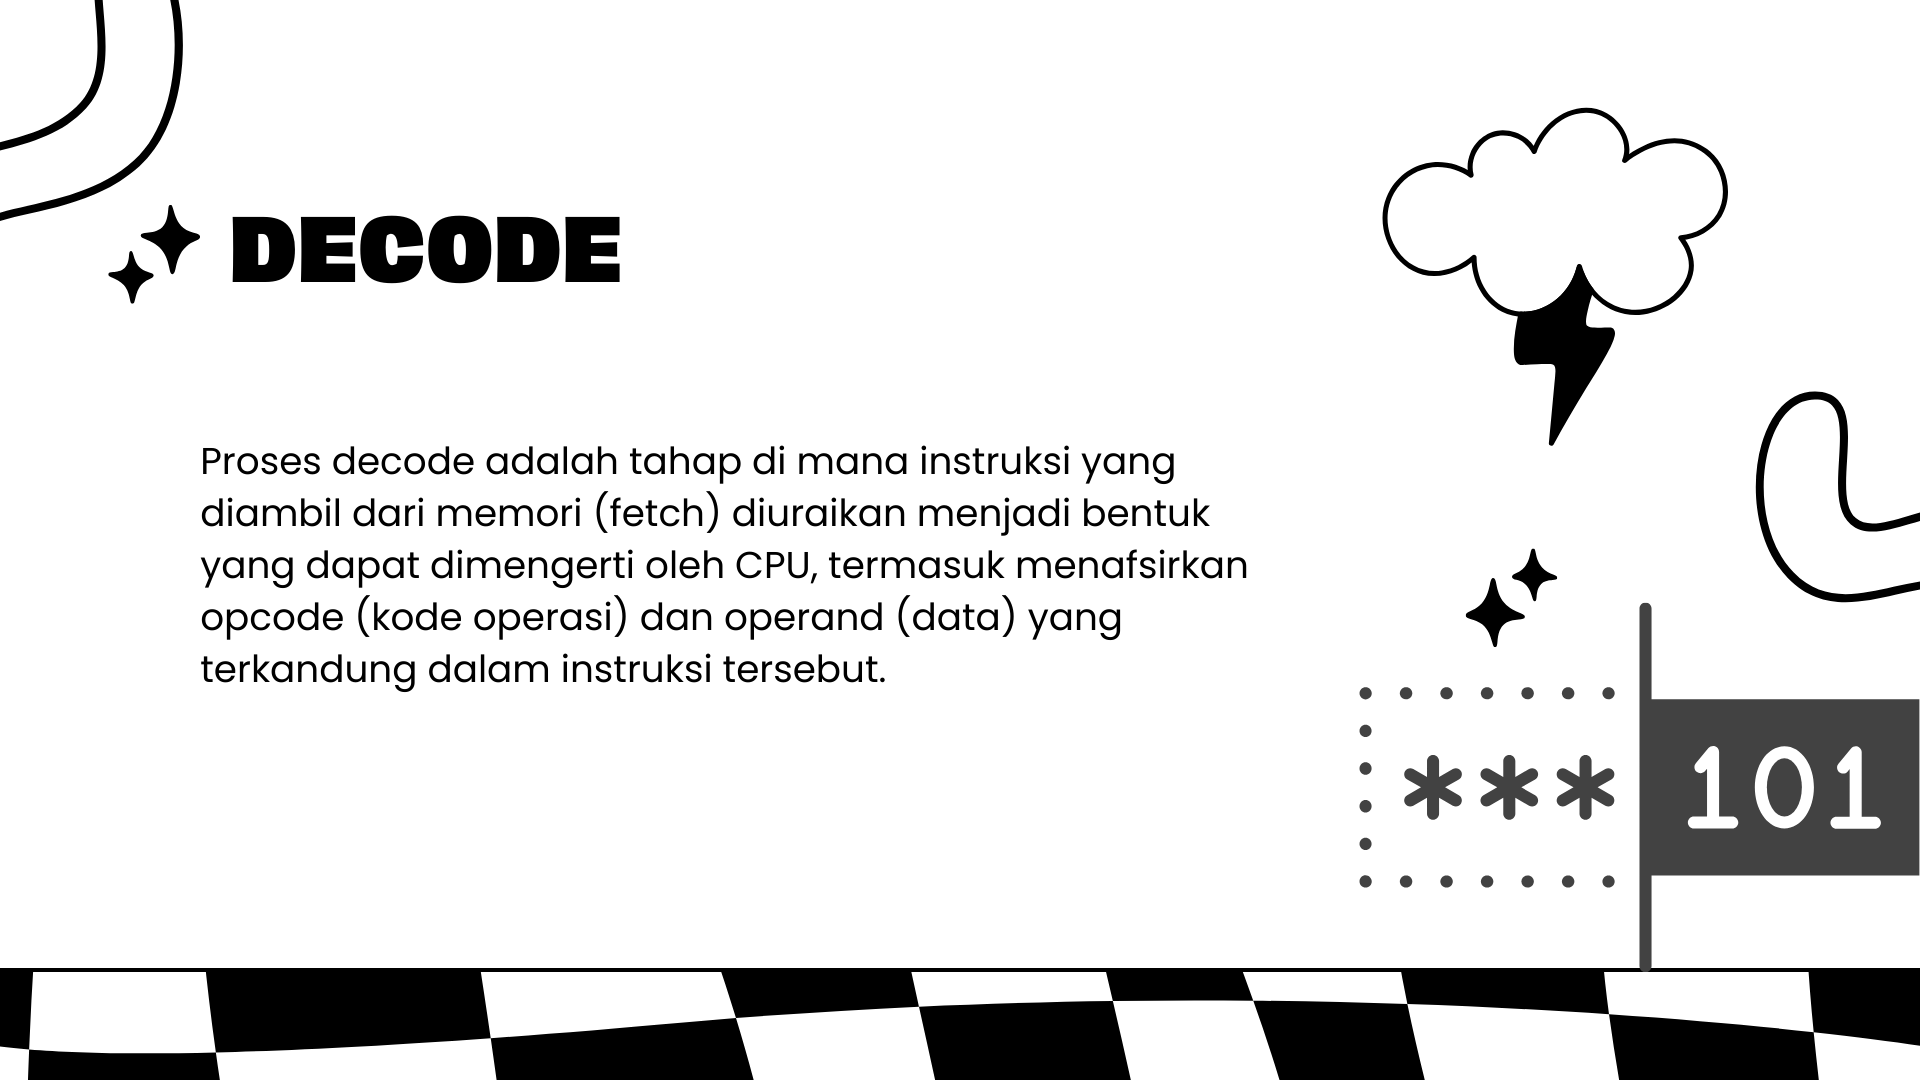 DECODE
Proses decode adalah tahap di mana instruksi yang
diambil dari memori (fetch) diuraikan menjadi bentuk
yang dapat dimengerti oleh CPU, termasuk menafsirkan
opcode (kode operasi) dan operand (data) yang
terkandung dalam instruksi tersebut.
*** 101